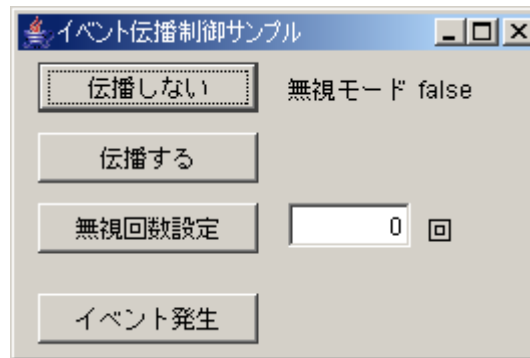 イベント伝播制御サンプル
伝播しない 無視モード false
伝播する
無視回数設定 0 回
イベント発生